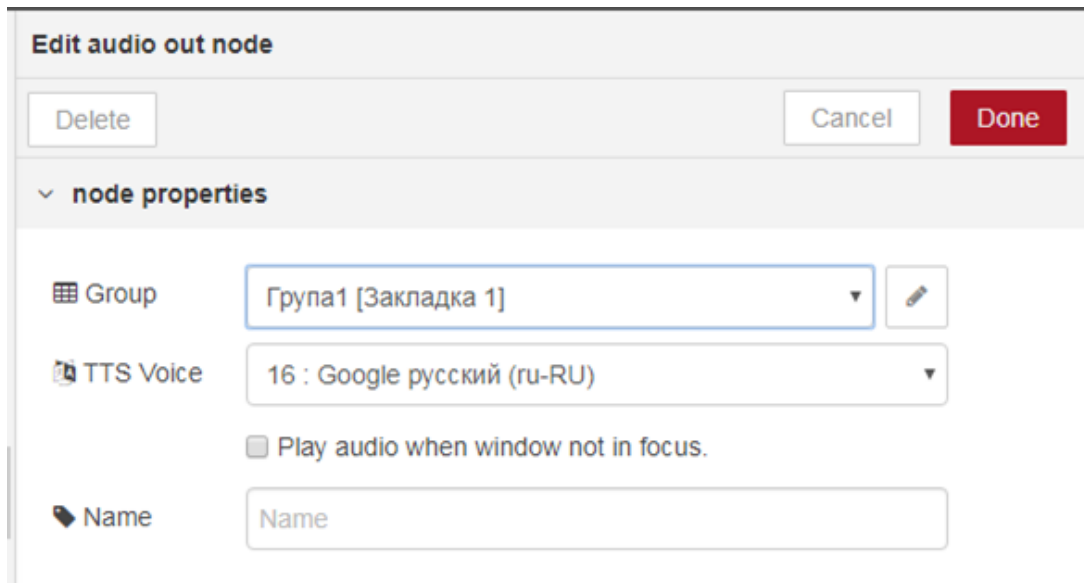 Edit audio out node
Delete Cancel Done
node properties
Group Група1 [Закладка 1]
TTS Voice 16 : Google русский (ru-RU)
Play audio when window not in focus.
Name Name